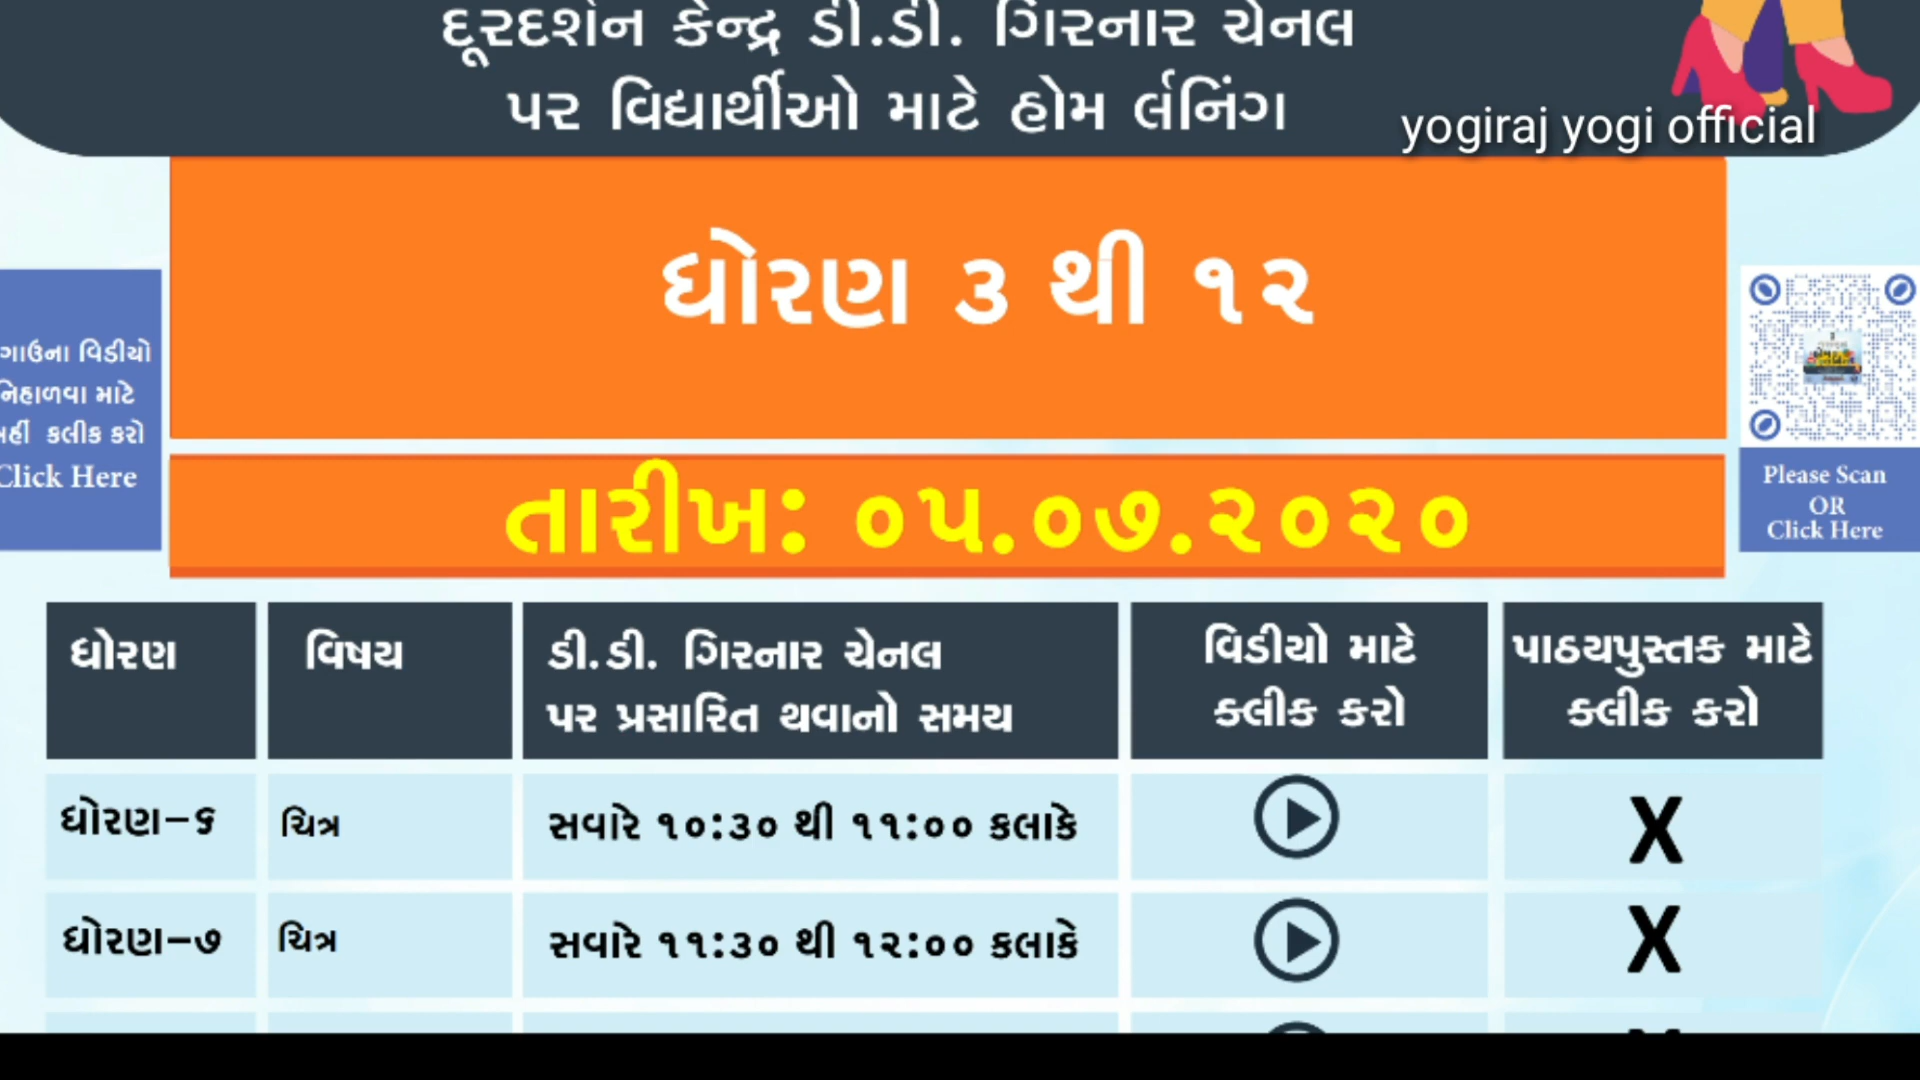 દૂરદર્શન કેન્દ્ર ડી.ડી. ગિરનાર ચેનલ
પર વિદ્યાર્થીઓ માટે હોમ લર્નિંગ
yogiraj yogi official
ધોરણ ૩ થી ૧૨
ગાઉના વિડીયો
નિહાળવા માટે
હીં કલીક કરો
Click Here
Please Scan
OR
Click Here
તારીખ: ૦૫.૦૭.૨૦૨૦
ધોરણ
વિષય
ડી.ડી. ગિરનાર ચેનલ
પર પ્રસારિત થવાનો સમય
વિડીયો માટે
ક્લીક કરો
પાઠયપુસ્તક માટે
ક્લીક કરો
ધોરણ-૬ ચિત્ર સવારે ૧૦:૩૦ થી ૧૧:૦૦ કલાકે X
ધોરણ-૭ ચિત્ર સવારે ૧૧:૩૦ થી ૧૨:૦૦ કલાકે X